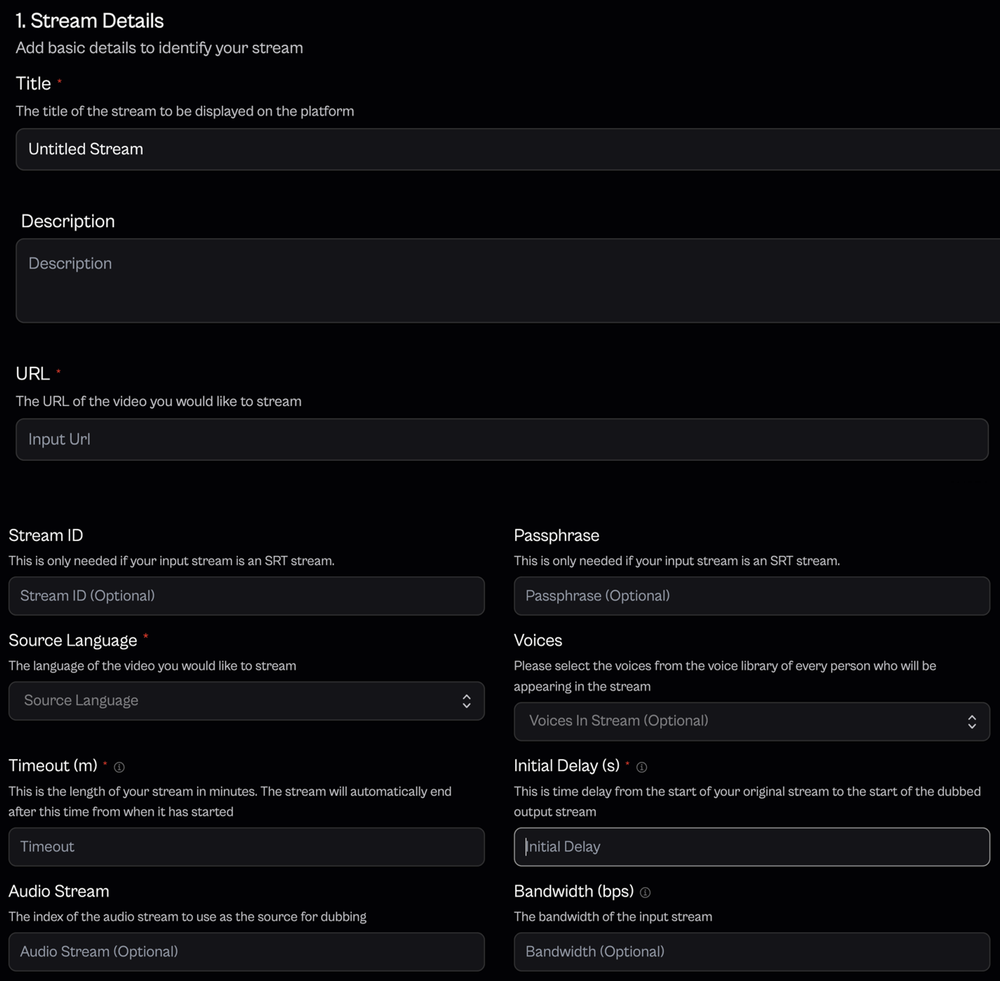 1. Stream Details
Add basic details to identify your stream
Title *
The title of the stream to be displayed on the platform
Untitled Stream
Description
Description
URL *
The URL of the video you would like to stream
Input Url
Stream ID
This is only needed if your input stream is an SRT stream.
Stream ID (Optional)
Passphrase
This is only needed if your input stream is an SRT stream.
Passphrase (Optional)
Source Language *
The language of the video you would like to stream
Source Language
Voices
Please select the voices from the voice library of every person who will be
appearing in the stream
Voices In Stream (Optional)
Timeout (m) *
This is the length of your stream in minutes. The stream will automatically end
after this time from when it has started
Timeout
Initial Delay (s) *
This is time delay from the start of your original stream to the start of the dubbed
output stream
Initial Delay
Audio Stream
The index of the audio stream to use as the source for dubbing
Audio Stream (Optional)
Bandwidth (bps)
The bandwidth of the input stream
Bandwidth (Optional)